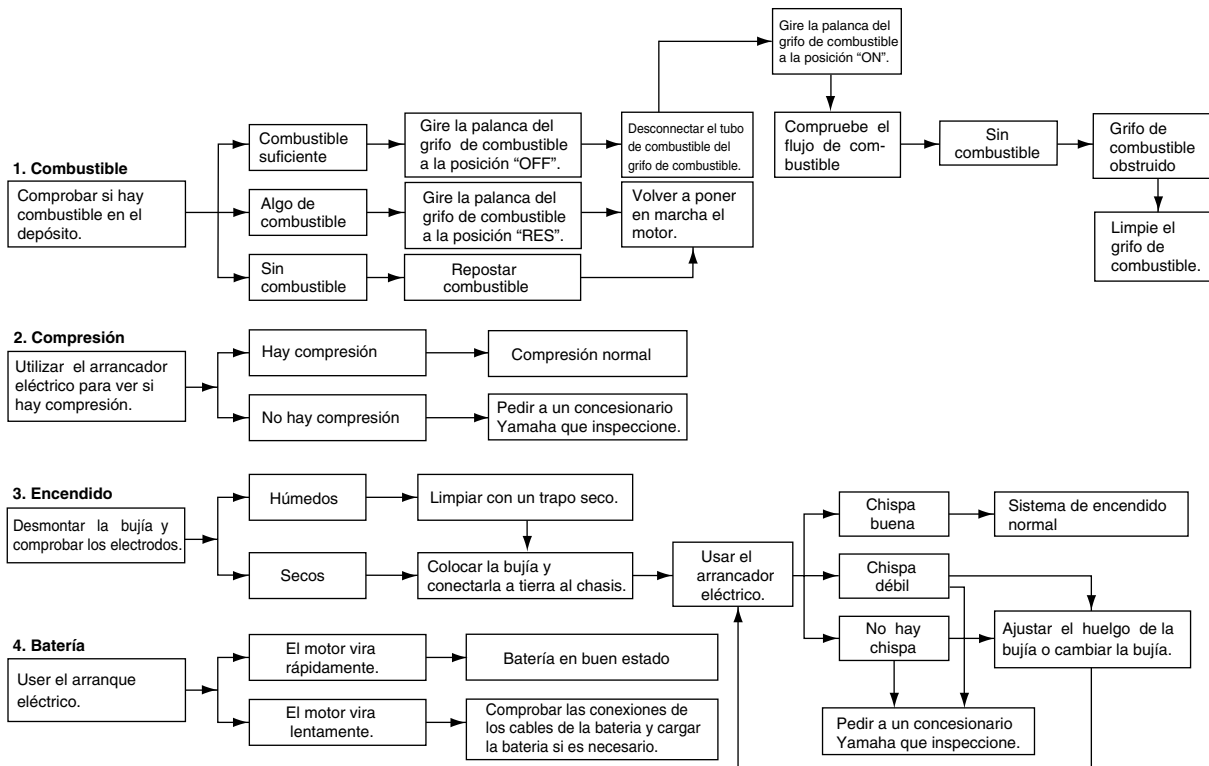 1. Combustible
Comprobar si hay
combustible en el
depósito.
Combustible
suficiente
Gire la palanca del
grifo de combustible
a la posición “OFF”.
Desconnectar el tubo
de combustible del
grifo de combustible.
Gire la palanca del
grifo de combustible
a la posición “ON”.
Compruebe el
flujo de com-
bustible
Sin
combustible
Grifo de
combustible
obstruido
Limpie el
grifo de
combustible.
Algo de
combustible
Gire la palanca del
grifo de combustible
a la posición “RES”.
Volver a poner
en marcha el
motor.
Sin
combustible
Repostar
combustible
2. Compresión
Utilizar el arrancador
eléctrico para ver si
hay compresión.
Hay compresión
Compresión normal
No hay compresión
Pedir a un concesionario
Yamaha que inspeccione.
3. Encendido
Desmontar la bujía y
comprobar los electrodos.
Húmedos
Limpiar con un trapo seco.
Secos
Colocar la bujía y
conectarla a tierra al chasis.
Usar el
arrancador
eléctrico.
Chispa
buena
Sistema de encendido
normal
Chispa
débil
No hay
chispa
Ajustar el huelgo de la
bujía o cambiar la bujía.
Pedir a un concesionario
Yamaha que inspeccione.
4. Batería
User el arranque
eléctrico.
El motor vira
rápidamente.
Batería en buen estado
El motor vira
lentamente.
Comprobar las conexiones de
los cables de la bateria y cargar
la bateria si es necesario.